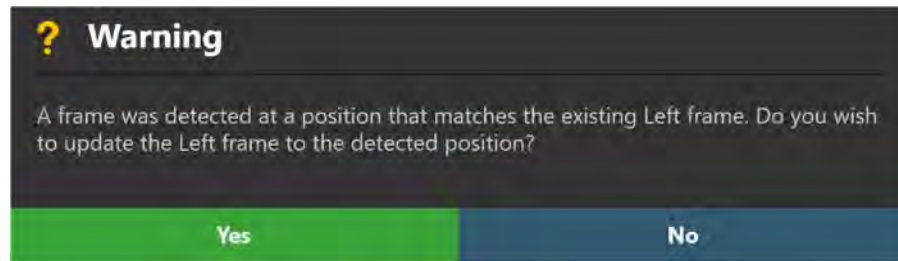 ? Warning
A frame was detected at a position that matches the existing Left frame. Do you wish
to update the Left frame to the detected position?
Yes
No